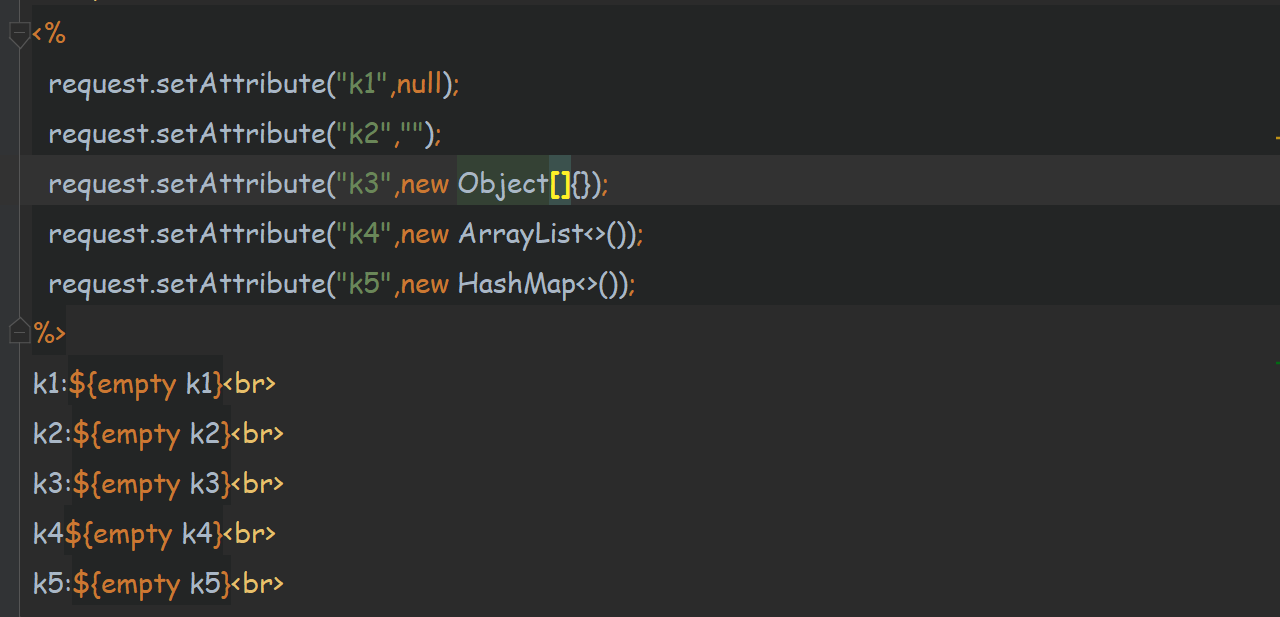 <%
request.setAttribute("k1",null);
request.setAttribute("k2","");
request.setAttribute("k3",new Object[]{});
request.setAttribute("k4",new ArrayList<>());
request.setAttribute("k5",new HashMap<>());
%>
k1:${empty k1}<br>
k2:${empty k2}<br>
k3:${empty k3}<br>
k4${empty k4}<br>
k5:${empty k5}<br>